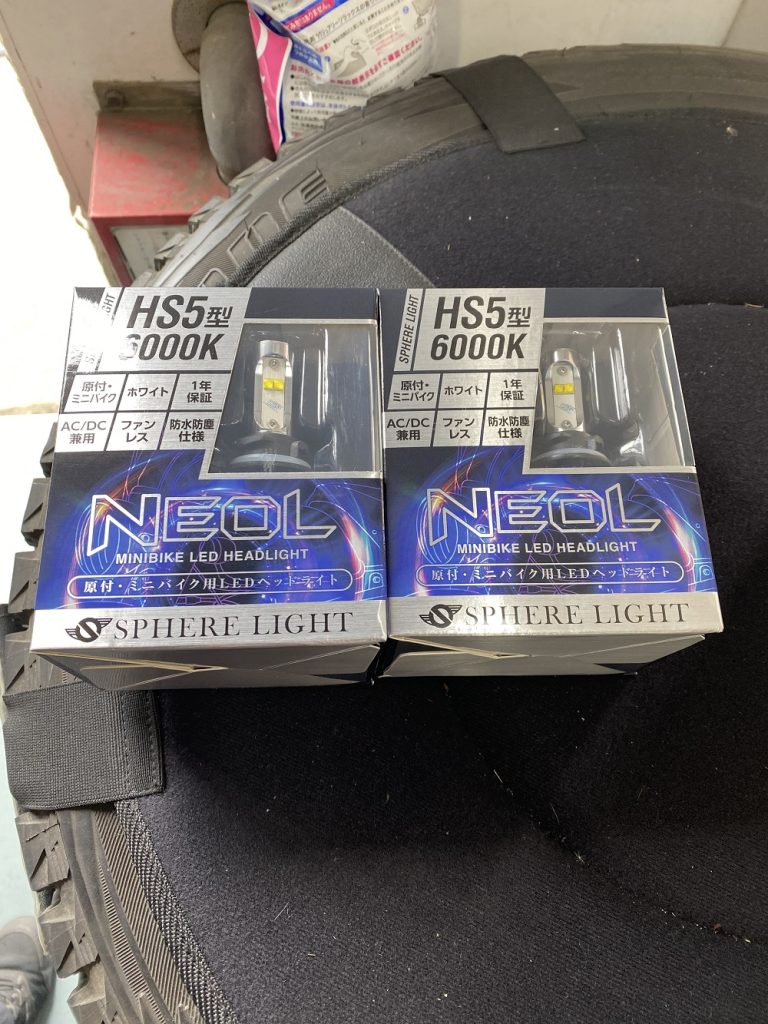 SPHERE LIGHT
HS5型
6000K
原付・ミニバイク
ホワイト
1年保証
AC/DC兼用
ファンレス
防水防塵仕様
NEOL
MINIBIKE LED HEADLIGHT
原付・ミニバイク用LEDヘッドライト
SPHERE LIGHT
SPHERE LIGHT
HS5型
6000K
原付・ミニバイク
ホワイト
1年保証
AC/DC兼用
ファンレス
防水防塵仕様
NEOL
MINIBIKE LED HEADLIGHT
原付・ミニバイク用LEDヘッドライト
SPHERE LIGHT